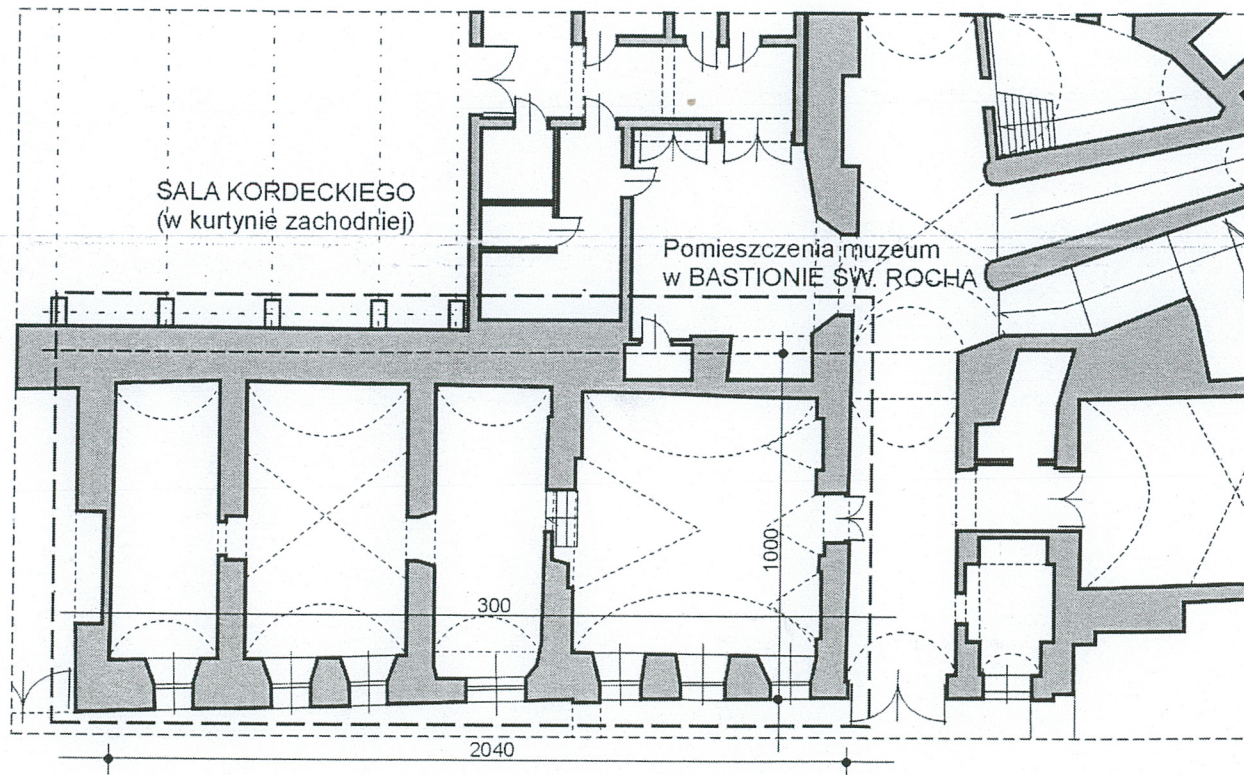 SALA KORDECKIEGO
(w kurtynie zachodniej)
Pomieszczenia muzeum
w BASTIONIE ŚW. ROCHA
1000
300
2040